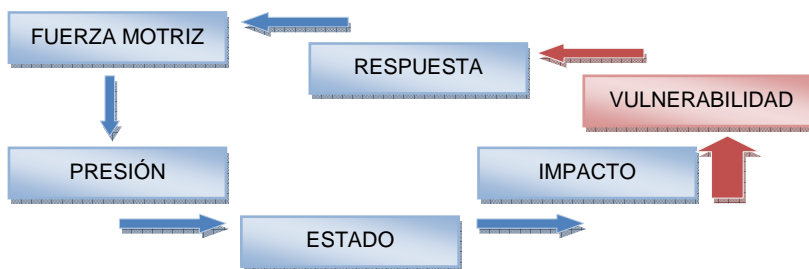 FUERZA MOTRIZ
RESPUESTA
VULNERABILIDAD
PRESIÓN
IMPACTO
ESTADO